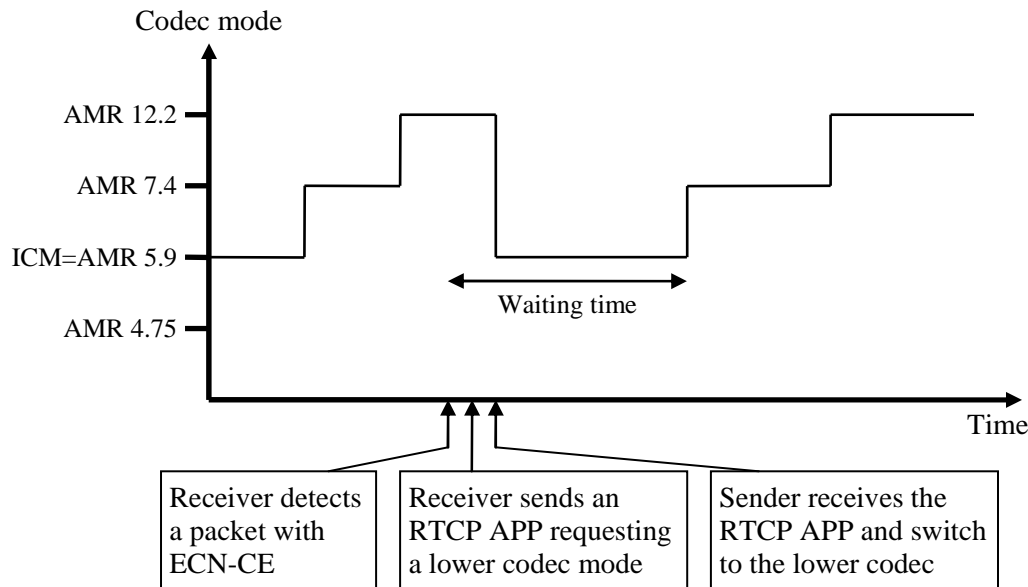 Codec mode
AMR 12.2
AMR 7.4
ICM=AMR 5.9
Waiting time
AMR 4.75
Time
Receiver detects
a packet with
ECN-CE
Receiver sends an
RTCP APP requesting
a lower codec mode
Sender receives the
RTCP APP and switch
to the lower codec